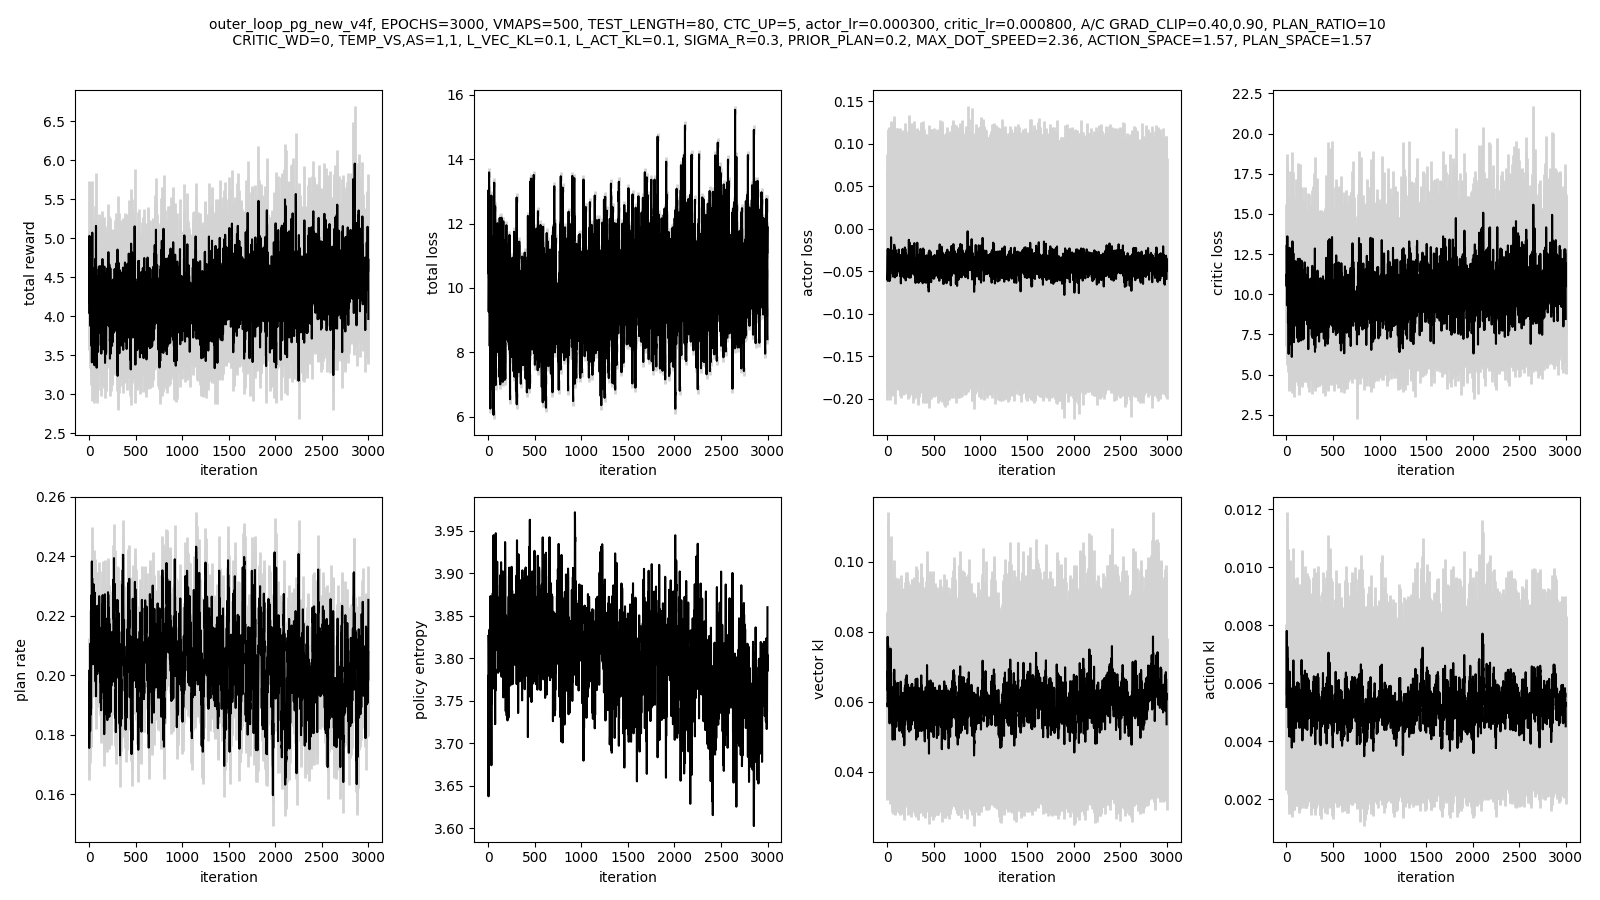 outer_loop_pg_new_v4f, EPOCHS=3000, VMAPS=500, TEST_LENGTH=80, CTC_UP=5, actor_lr=0.000300, critic_lr=0.000800, A/C GRAD_CLIP=0.40,0.90, PLAN_RATIO=10
CRITIC_WD=0, TEMP_VS,AS=1,1, L_VEC_KL=0.1, L_ACT_KL=0.1, SIGMA_R=0.3, PRIOR_PLAN=0.2, MAX_DOT_SPEED=2.36, ACTION_SPACE=1.57, PLAN_SPACE=1.57
total reward
6.5
6.0
5.5
5.0
4.5
4.0
3.5
3.0
2.5
0 500 1000 1500 2000 2500 3000
iteration
total loss
16
14
12
10
8
6
0 500 1000 1500 2000 2500 3000
iteration
actor loss
0.15
0.10
0.05
0.00
−0.05
−0.10
−0.15
−0.20
0 500 1000 1500 2000 2500 3000
iteration
critic loss
22.5
20.0
17.5
15.0
12.5
10.0
7.5
5.0
2.5
0 500 1000 1500 2000 2500 3000
iteration
plan rate
0.26
0.24
0.22
0.20
0.18
0.16
0 500 1000 1500 2000 2500 3000
iteration
policy entropy
3.95
3.90
3.85
3.80
3.75
3.70
3.65
3.60
0 500 1000 1500 2000 2500 3000
iteration
vector kl
0.10
0.08
0.06
0.04
0 500 1000 1500 2000 2500 3000
iteration
action kl
0.012
0.010
0.008
0.006
0.004
0.002
0 500 1000 1500 2000 2500 3000
iteration